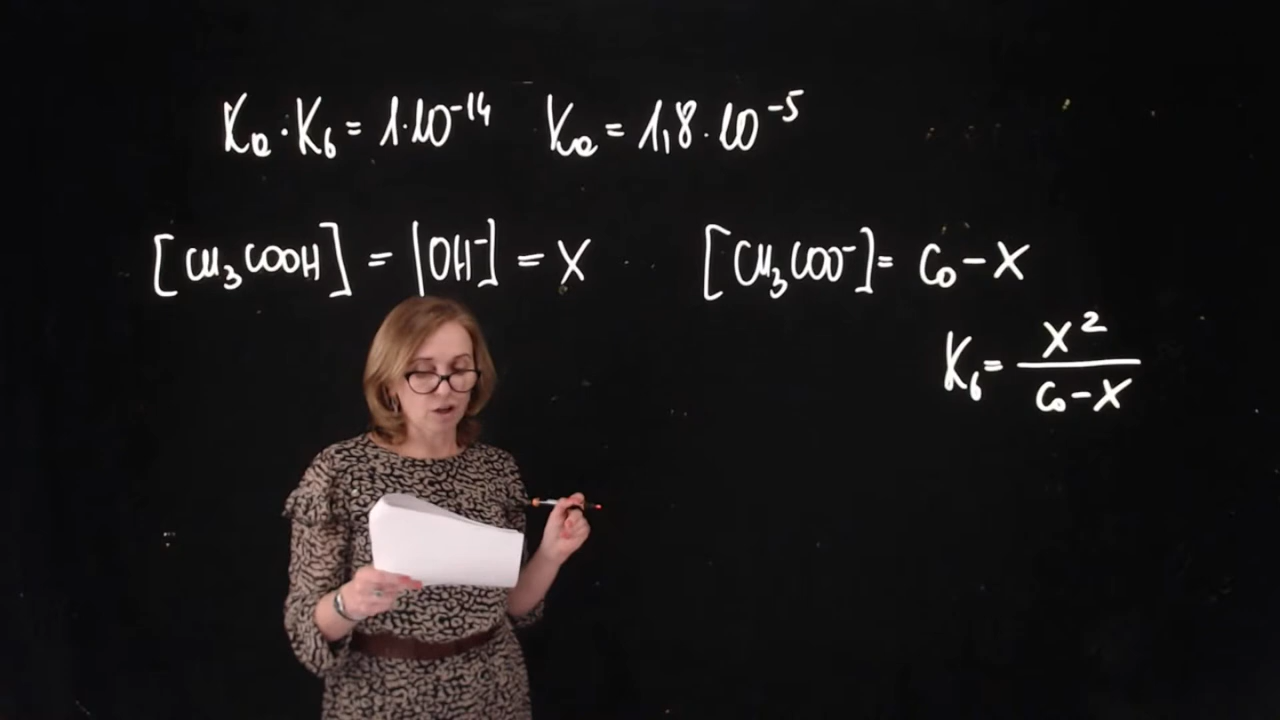 Ka · Kb = 1·10⁻¹⁴ Ka = 1,8·10⁻⁵
[CH₃COOH] = [OH⁻] = X [CH₃COO⁻] = C₀ − X
Kb = X² / (C₀ − X)